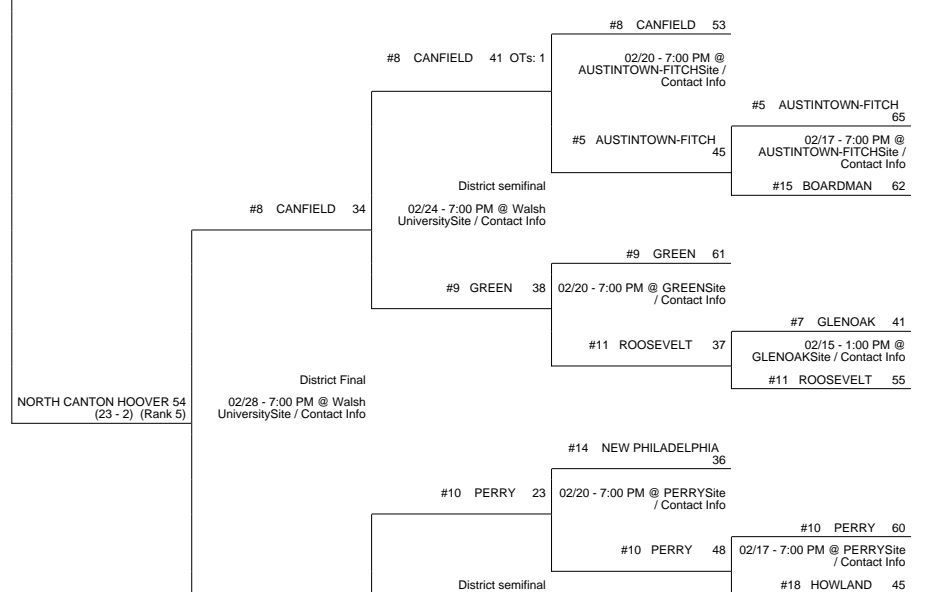 #8 CANFIELD 53
#8 CANFIELD 41 OTs: 1
02/20 - 7:00 PM @
AUSTINTOWN-FITCHSite /
Contact Info
#5 AUSTINTOWN-FITCH
65
#5 AUSTINTOWN-FITCH
45
02/17 - 7:00 PM @
AUSTINTOWN-FITCHSite /
Contact Info
#15 BOARDMAN 62
District semifinal
#8 CANFIELD 34
02/24 - 7:00 PM @ Walsh
UniversitySite / Contact Info
#9 GREEN 61
#9 GREEN 38
02/20 - 7:00 PM @ GREENSite
/ Contact Info
#7 GLENOAK 41
#11 ROOSEVELT 37
02/15 - 1:00 PM @
GLENOAKSite / Contact Info
#11 ROOSEVELT 55
District Final
NORTH CANTON HOOVER 54
(23 - 2) (Rank 5)
02/28 - 7:00 PM @ Walsh
UniversitySite / Contact Info
#14 NEW PHILADELPHIA
36
#10 PERRY 23
02/20 - 7:00 PM @ PERRYSite
/ Contact Info
#10 PERRY 60
#10 PERRY 48
02/17 - 7:00 PM @ PERRYSite
/ Contact Info
District semifinal
#18 HOWLAND 45